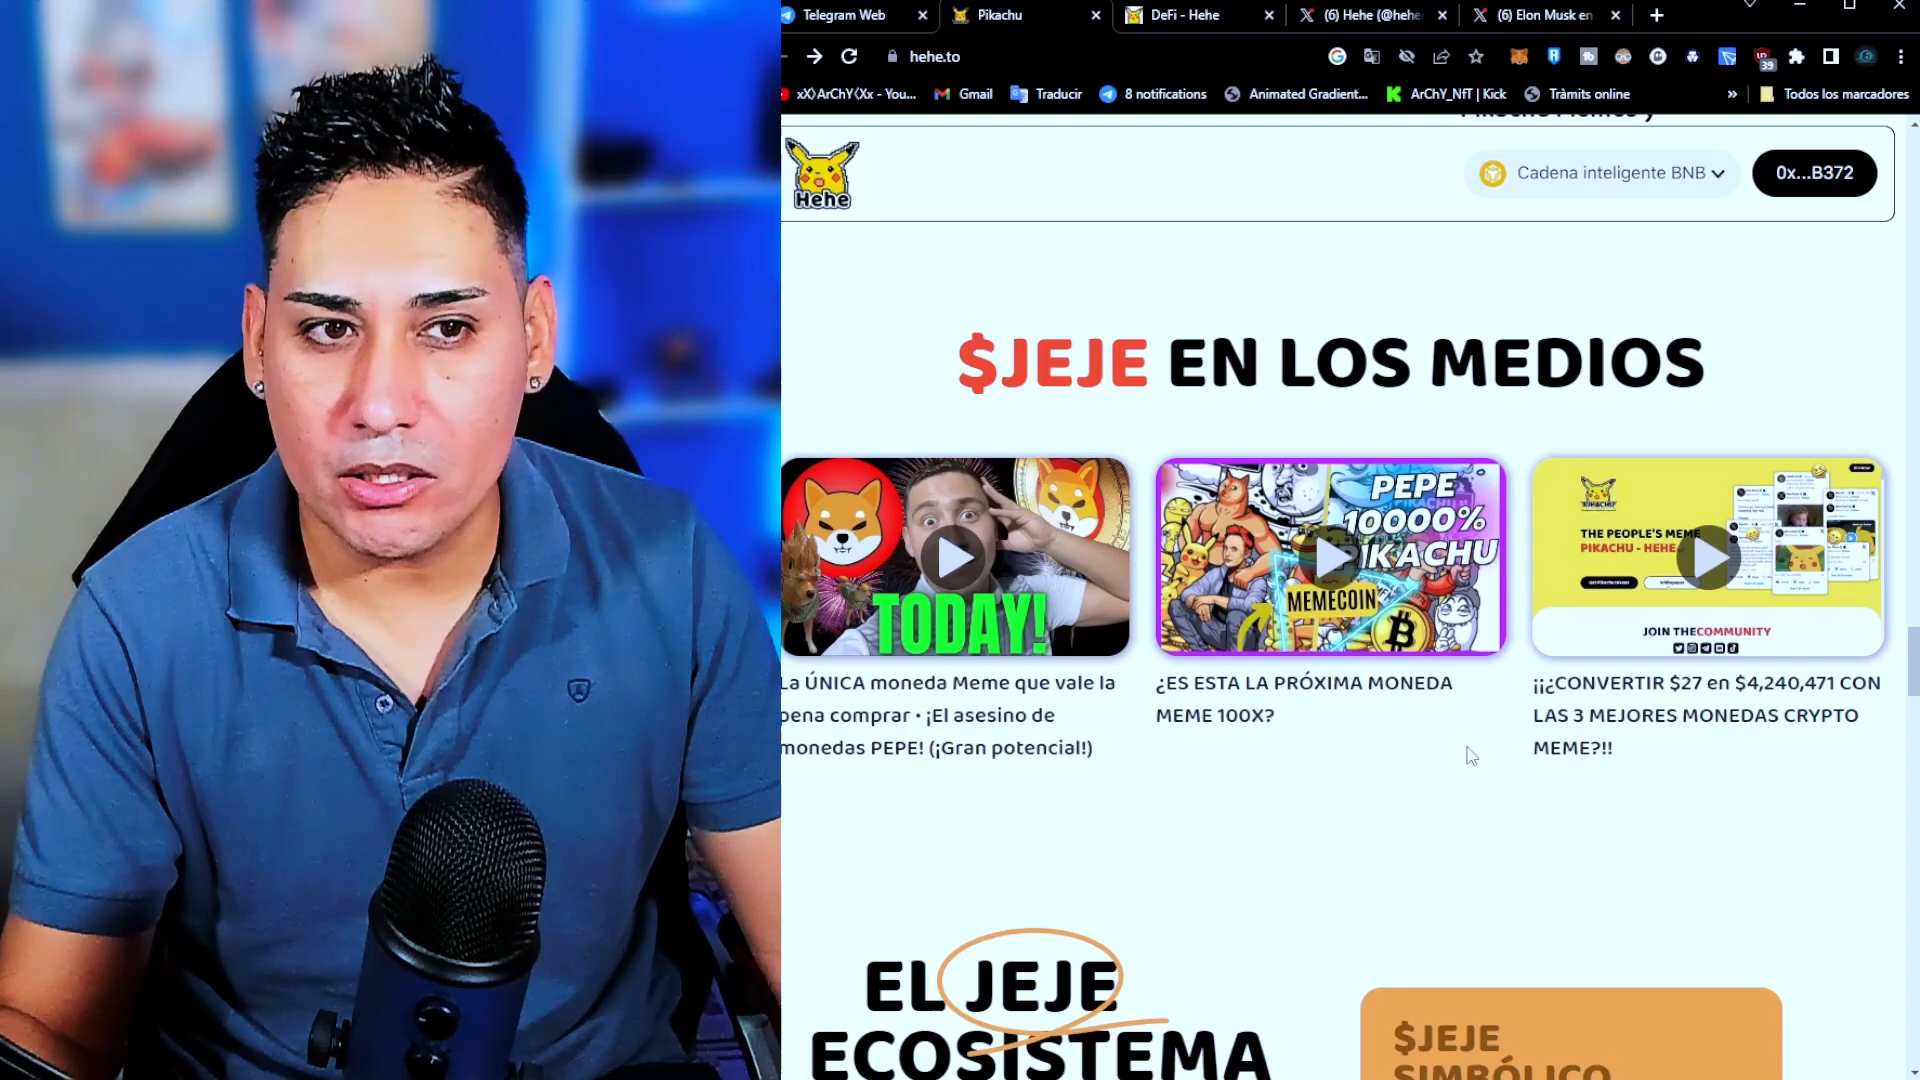 Telegram Web
Pikachu
DeFi - Hehe
(6) Hehe (@hehe
(6) Elon Musk en
hehe.to
39
xX》ArChY《Xx - You...
Gmail
Traducir
8 notifications
Animated Gradient...
ArChY_NfT | Kick
Tràmits online
»
Todos los marcadores
Hehe
Cadena inteligente BNB
0x...B372
$JEJE EN LOS MEDIOS
TODAY!
PEPE
10000%
PIKACHU
MEMECOIN
THE PEOPLE'S MEME
PIKACHU - HEHE
JOIN THECOMMUNITY
La ÚNICA moneda Meme que vale la
pena comprar • ¡El asesino de
monedas PEPE! (¡Gran potencial!)
¿ES ESTA LA PRÓXIMA MONEDA
MEME 100X?
¡¡¿CONVERTIR $27 en $4,240,471 CON
LAS 3 MEJORES MONEDAS CRYPTO
MEME?!!
EL JEJE
ECOSISTEMA
$JEJE
SIMBÓLICO